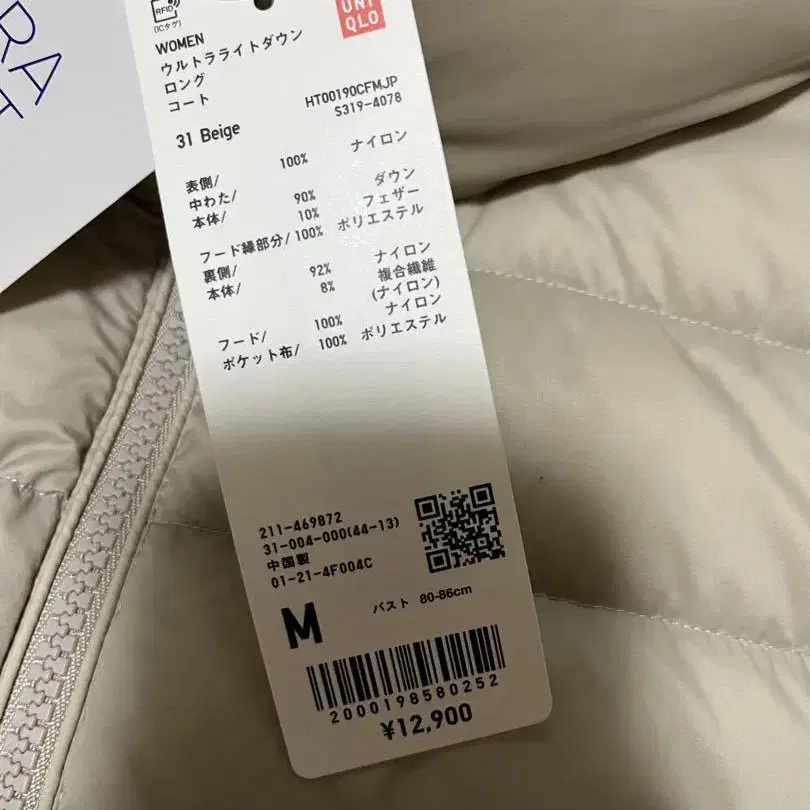 RA
RFID
(ICタグ)
UNI
QLO
WOMEN
ウルトラライトダウン
ロング
コート
HT00190CFMJP
S319-4078
31 Beige
表側/ 100% ナイロン
中わた/
本体/ 90% ダウン
10% フェザー
フード縁部分/ 100% ポリエステル
裏側/
本体/ 92% ナイロン
8% 複合繊維
(ナイロン)
フード/ 100% ナイロン
ポケット布/ 100% ポリエステル
211-469872
31-004-000(44-13)
中国製
01-21-4F004C
M バスト 80-86cm
2000198580252
¥12,900